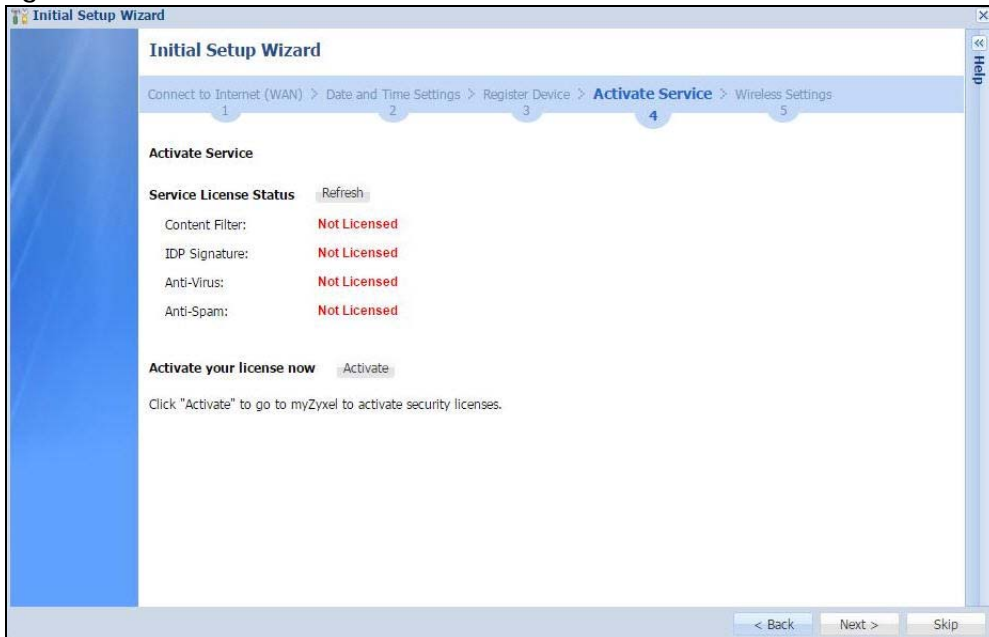 Initial Setup Wizard
Help
Initial Setup Wizard
Connect to Internet (WAN) > Date and Time Settings > Register Device > Activate Service > Wireless Settings
1 2 3 4 5
Activate Service
Service License Status Refresh
Content Filter: Not Licensed
IDP Signature: Not Licensed
Anti-Virus: Not Licensed
Anti-Spam: Not Licensed
Activate your license now Activate
Click "Activate" to go to myZyxel to activate security licenses.
< Back Next > Skip